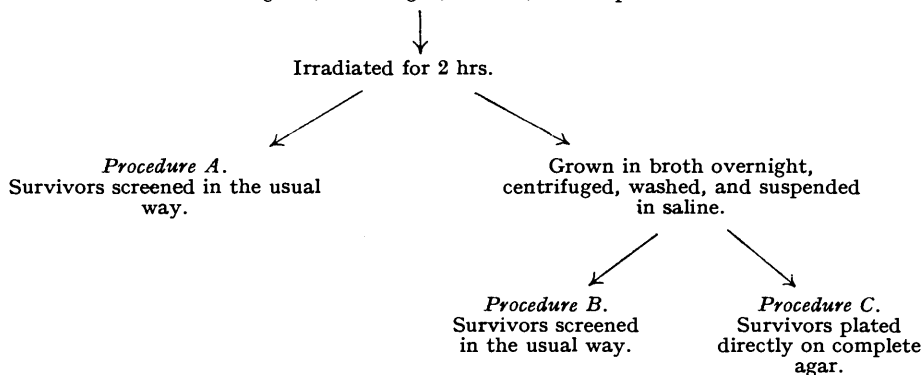 Irradiated for 2 hrs.
Procedure A.
Survivors screened in the usual
way.
Grown in broth overnight,
centrifuged, washed, and suspended
in saline.
Procedure B.
Survivors screened
in the usual way.
Procedure C.
Survivors plated
directly on complete
agar.